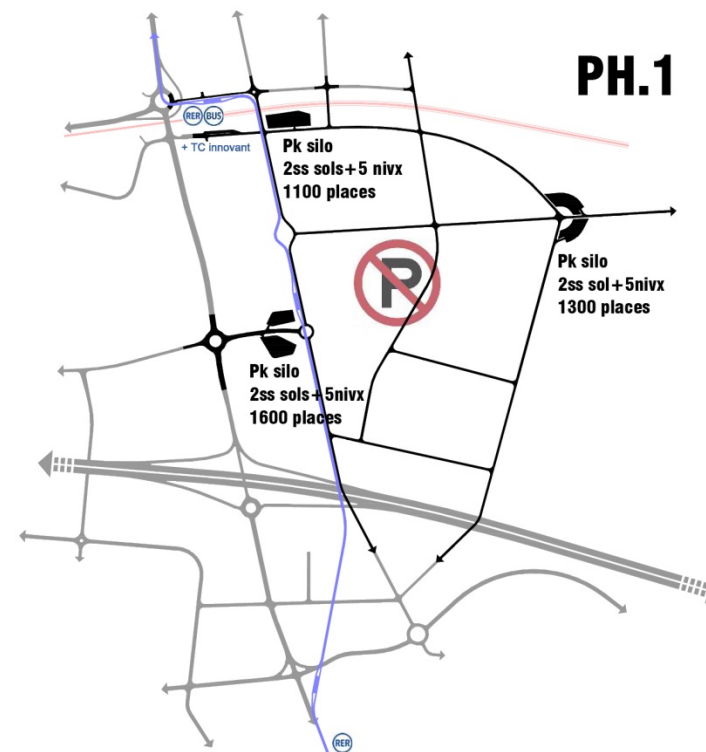 PH.1
RER BUS
+ TC innovant
Pk silo
2ss sols+5 nivx
1100 places
P
Pk silo
2ss sol+5nivx
1300 places
Pk silo
2ss sols+5nivx
1600 places
RER